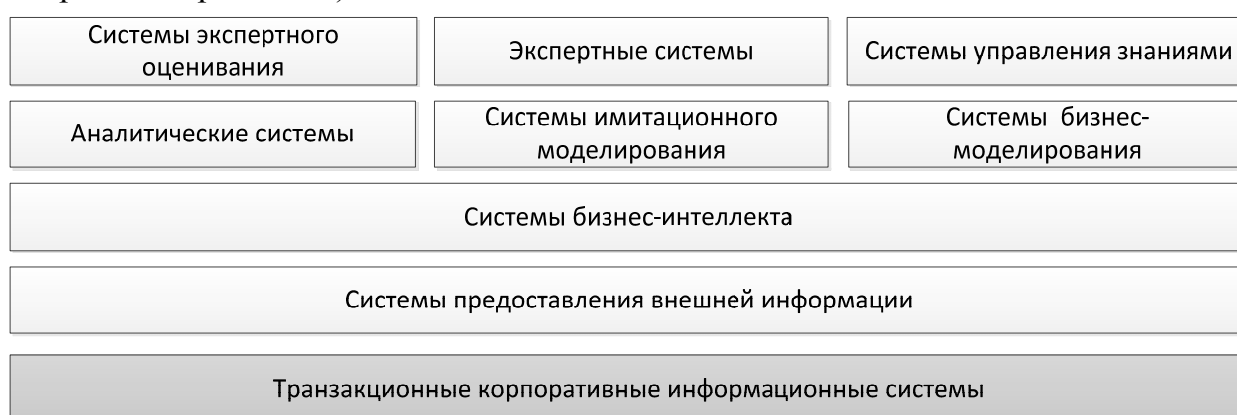 Системы экспертного
оценивания
Экспертные системы
Системы управления знаниями
Аналитические системы
Системы имитационного
моделирования
Системы бизнес-
моделирования
Системы бизнес-интеллекта
Системы предоставления внешней информации
Транзакционные корпоративные информационные системы